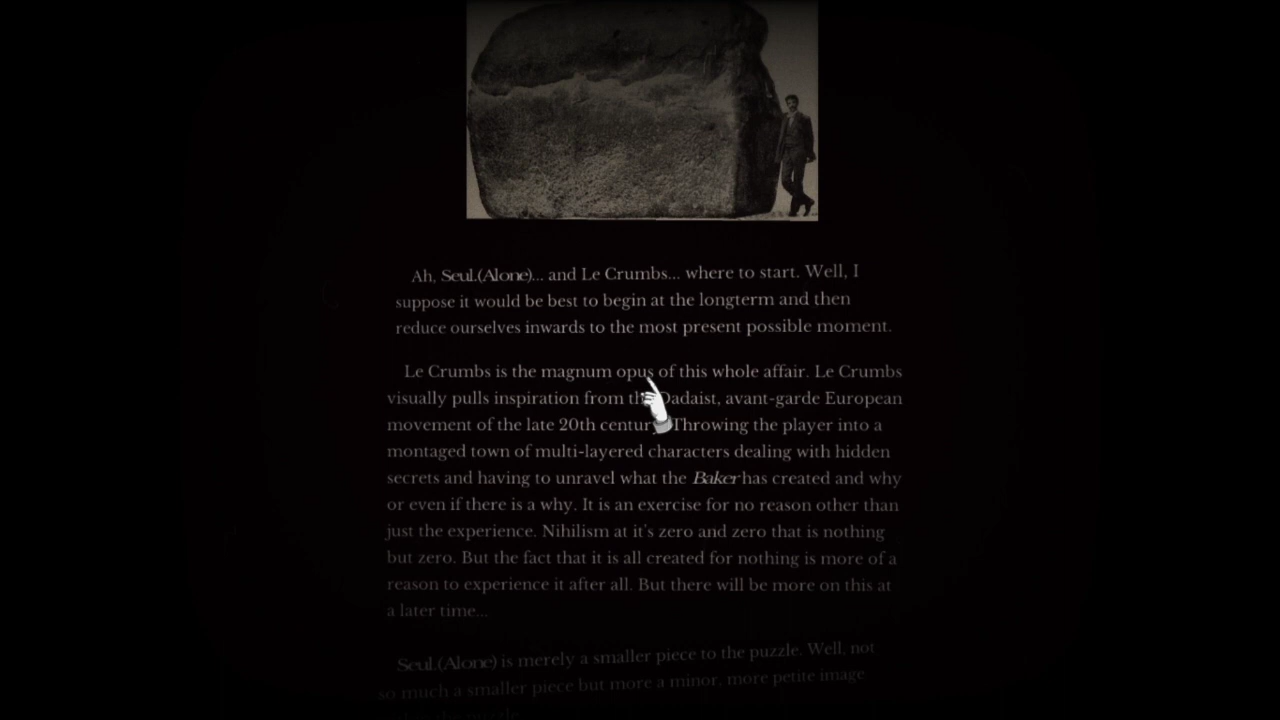 Ah, Seul.(Alone)... and Le Crumbs... where to start. Well, I
suppose it would be best to begin at the longterm and then
reduce ourselves inwards to the most present possible moment.
Le Crumbs is the magnum opus of this whole affair. Le Crumbs
visually pulls inspiration from the Dadaist, avant-garde European
movement of the late 20th century. Throwing the player into a
montaged town of multi-layered characters dealing with hidden
secrets and having to unravel what the Baker has created and why
or even if there is a why. It is an exercise for no reason other than
just the experience. Nihilism at it's zero and zero that is nothing
but zero. But the fact that it is all created for nothing is more of a
reason to experience it after all. But there will be more on this at
a later time...
Seul.(Alone) is merely a smaller piece to the puzzle. Well, not
so much a smaller piece but more a minor, more petite image